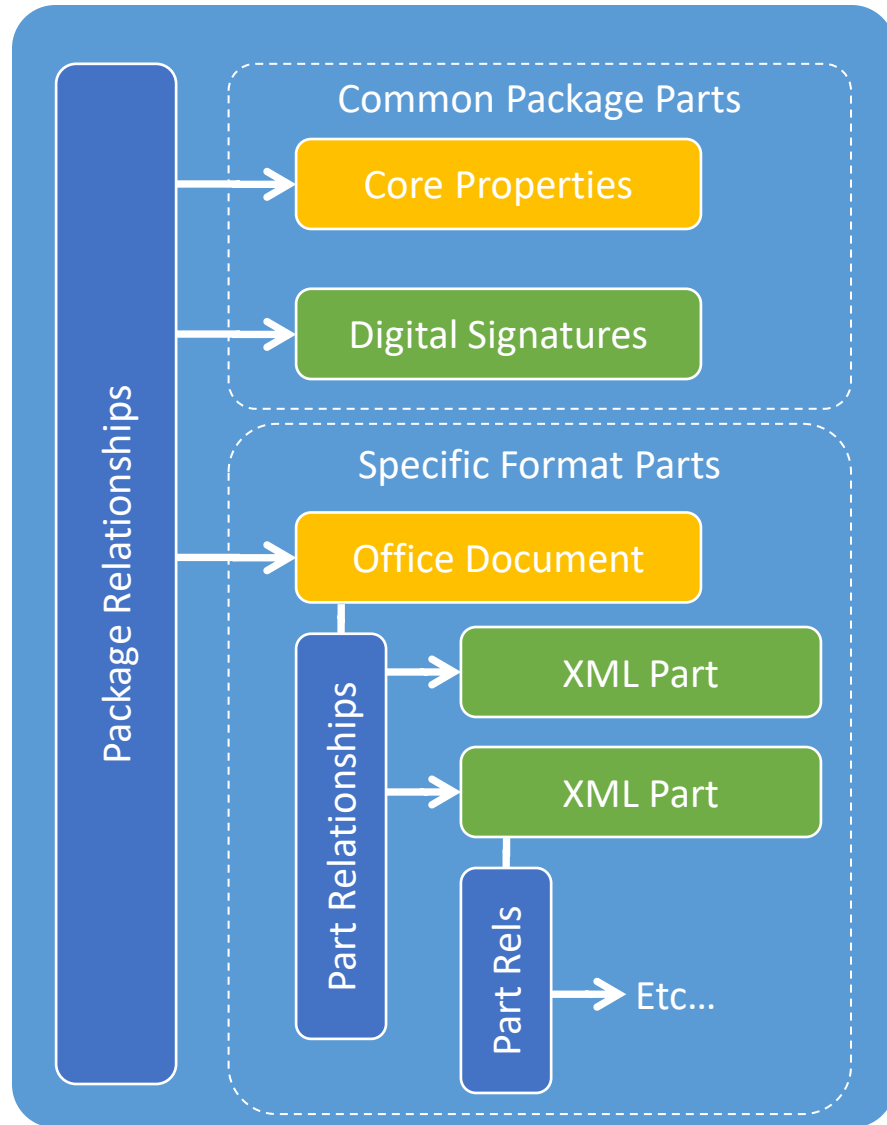 Package Relationships
Common Package Parts
Core Properties
Digital Signatures
Specific Format Parts
Office Document
Part Relationships
XML Part
XML Part
Part Rels
Etc...